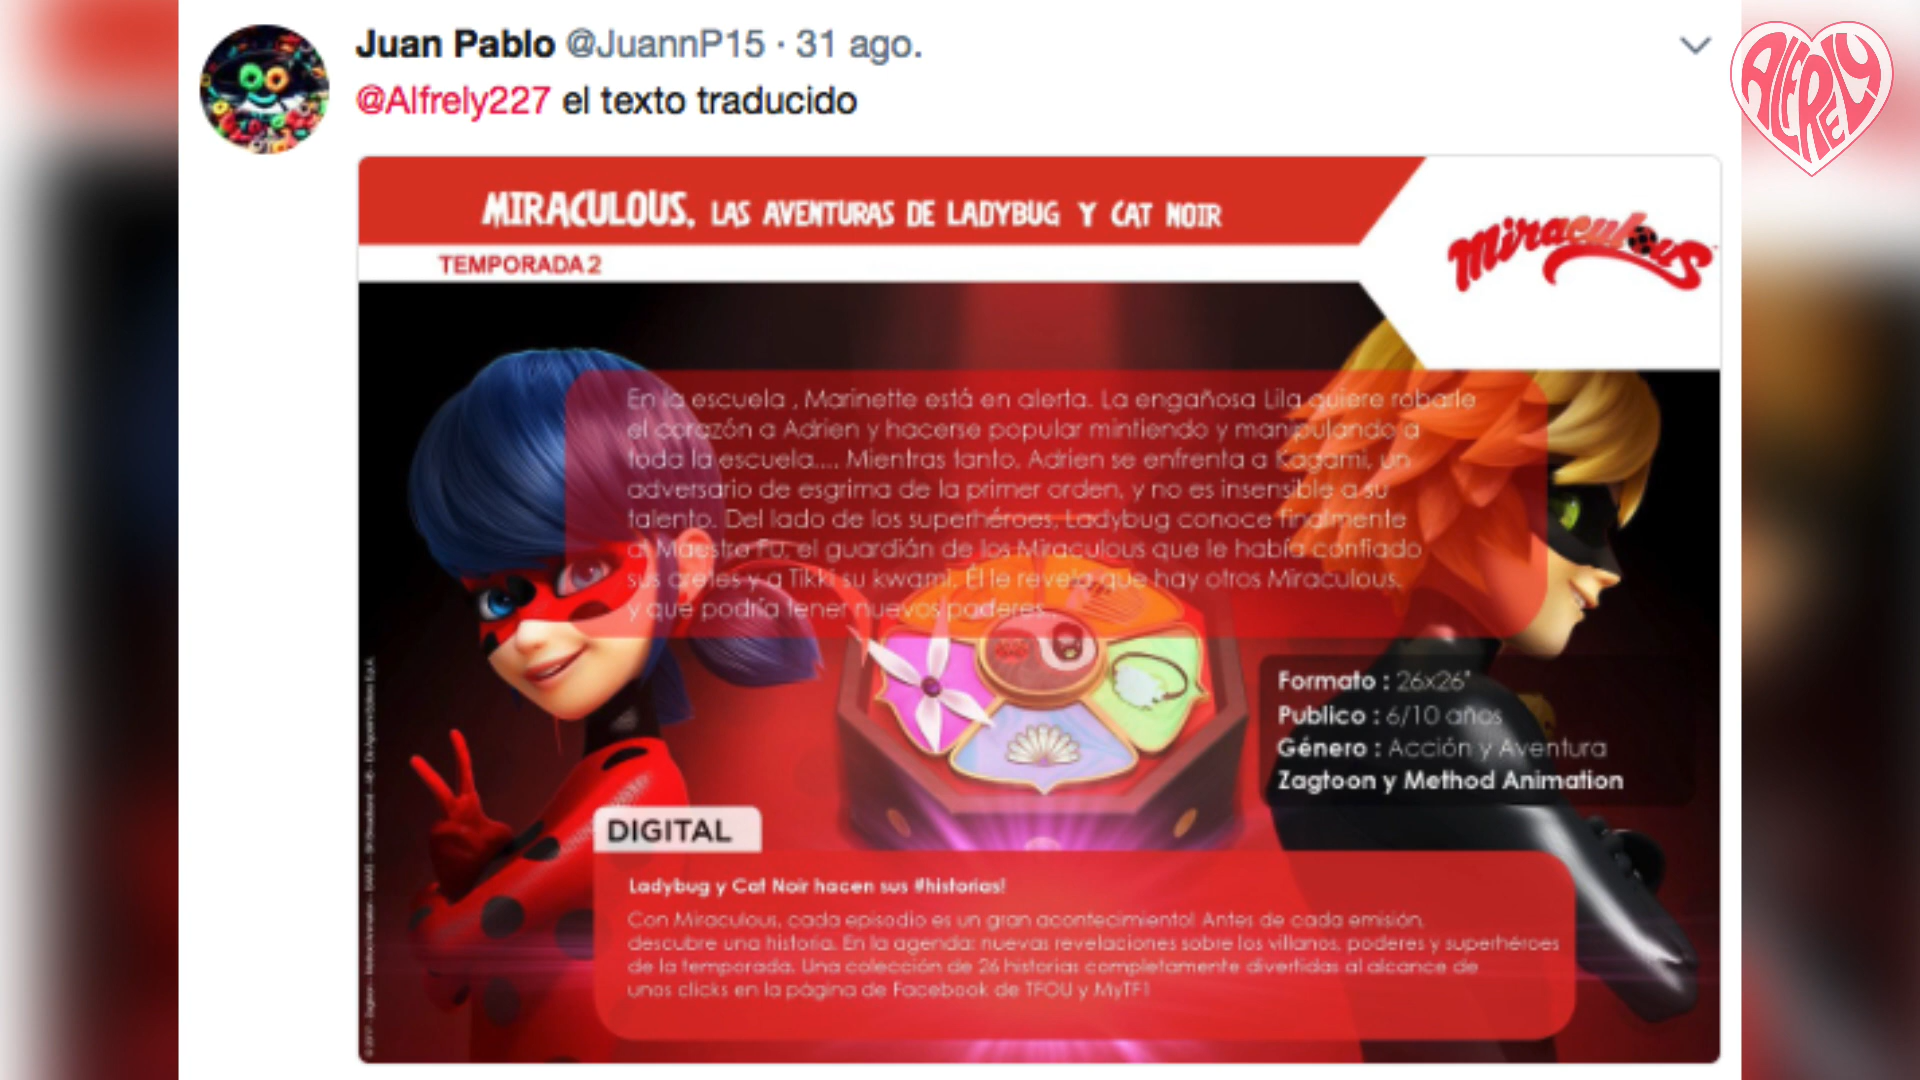 Juan Pablo @JuannP15 · 31 ago.
@Alfrely227 el texto traducido
ALFRELY
MIRACULOUS, LAS AVENTURAS DE LADYBUG Y CAT NOIR
Miraculous
TEMPORADA 2
En la escuela , Marinette está en alerta. La engañosa Lila quiere robarle
el corazón a Adrien y hacerse popular mintiendo y manipulando a
toda la escuela.... Mientras tanto, Adrien se enfrenta a Kagami, un
adversario de esgrima de la primer orden, y no es insensible a su
talento. Del lado de los superhéroes, Ladybug conoce finalmente
al Maestro Fu, el guardián de los Miraculous que le había confiado
sus aretes y a Tikki su kwami. Él le revela que hay otros Miraculous,
y que podría tener nuevos poderes...
Formato : 26x26'
Publico : 6/10 años
Género : Acción y Aventura
Zagtoon y Method Animation
DIGITAL
Ladybug y Cat Noir hacen sus #historias!
Con Miraculous, cada episodio es un gran acontecimiento! Antes de cada emisión,
descubre una historia. En la agenda: nuevas revelaciones sobre los villanos, poderes y superhéroes
de la temporada. Una colección de 26 historias completamente divertidas al alcance de
unos clicks en la página de Facebook de TFOU y MyTF1